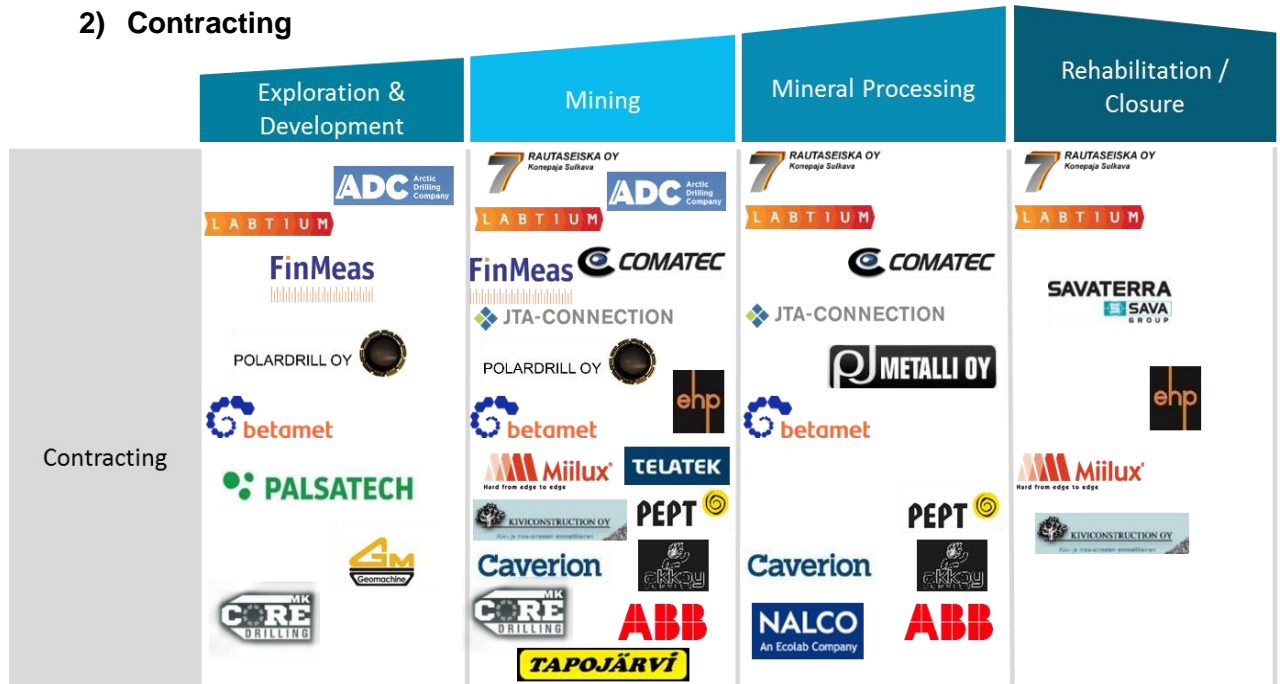 2) Contracting
Exploration &
Development
Mining
Mineral Processing
Rehabilitation /
Closure
Contracting
ADC Arctic
Drilling
Company
LABTIUM
FinMeas
POLARDRILL OY
betamet
PALSATECH
GM
Geomachine
MK
CORE
DRILLING
7 RAUTASEISKA OY
Konepaja Sulkava
ADC Arctic
Drilling
Company
LABTIUM
COMATEC
FinMeas
JTA-CONNECTION
POLARDRILL OY
ehp
betamet
Miilux
Hard from edge to edge
TELATEK
KIVICONSTRUCTION OY
PEPT
Caverion
MK
CORE
DRILLING
ABB
TAPOJÄRVI
7 RAUTASEISKA OY
Konepaja Sulkava
LABTIUM
COMATEC
JTA-CONNECTION
PJ METALLI OY
betamet
PEPT
Caverion
NALCO
An Ecolab Company
ABB
7 RAUTASEISKA OY
Konepaja Sulkava
LABTIUM
SAVATERRA
SAVA
GROUP
ehp
Miilux
Hard from edge to edge
KIVICONSTRUCTION OY